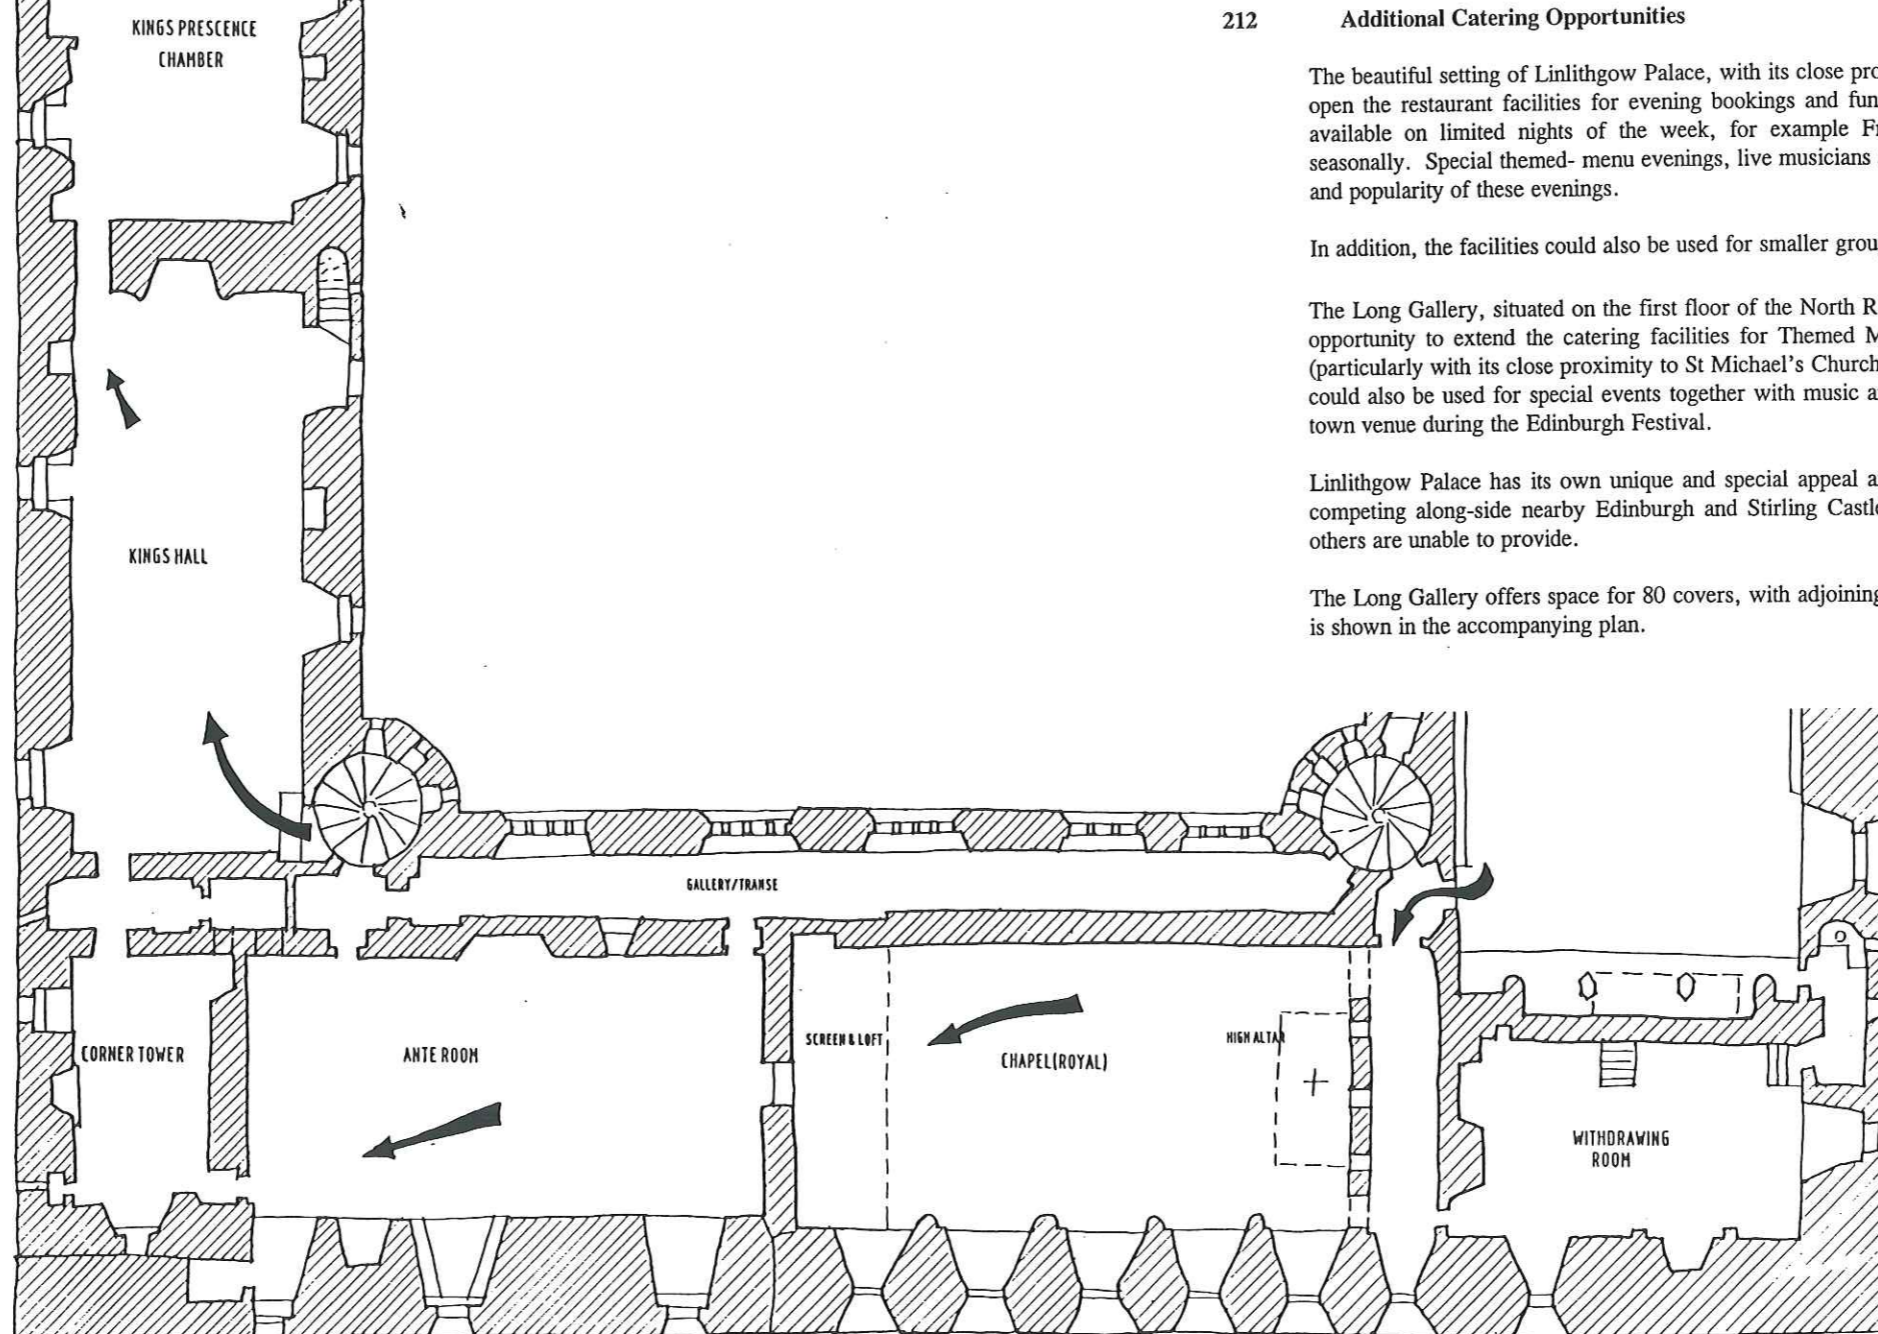 KINGS PRESCENCE
CHAMBER
KINGS HALL
GALLERY/TRANSE
CORNER TOWER
ANTE ROOM
SCREEN & LOFT
CHAPEL(ROYAL)
HIGH ALTAR
WITHDRAWING
ROOM
212 Additional Catering Opportunities
The beautiful setting of Linlithgow Palace, with its close pro
open the restaurant facilities for evening bookings and fun
available on limited nights of the week, for example Fr
seasonally. Special themed- menu evenings, live musicians
and popularity of these evenings.
In addition, the facilities could also be used for smaller grou
The Long Gallery, situated on the first floor of the North R
opportunity to extend the catering facilities for Themed M
(particularly with its close proximity to St Michael's Church
could also be used for special events together with music a
town venue during the Edinburgh Festival.
Linlithgow Palace has its own unique and special appeal a
competing along-side nearby Edinburgh and Stirling Castle
others are unable to provide.
The Long Gallery offers space for 80 covers, with adjoining
is shown in the accompanying plan.